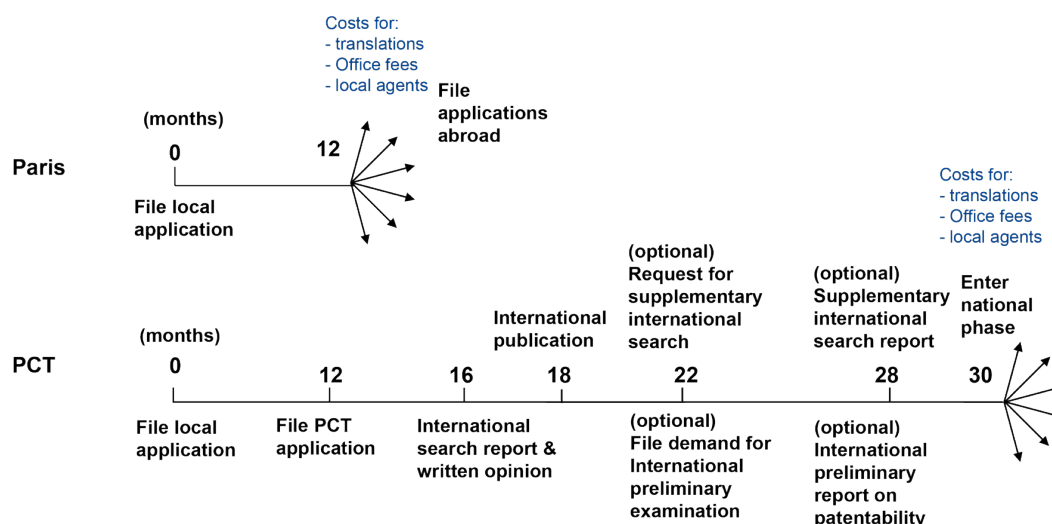 Costs for:
- translations
- Office fees
- local agents
File
applications
abroad
(months)
0
12
Paris
File local
application
Costs for:
- translations
- Office fees
- local agents
(optional)
Request for
supplementary
international
search
(optional)
Supplementary
international
search report
Enter
national
phase
International
publication
(months)
PCT
0
12
16
18
22
28
30
File local
application
File PCT
application
International
search report &
written opinion
(optional)
File demand for
International
preliminary
examination
(optional)
International
preliminary
report on
patentability